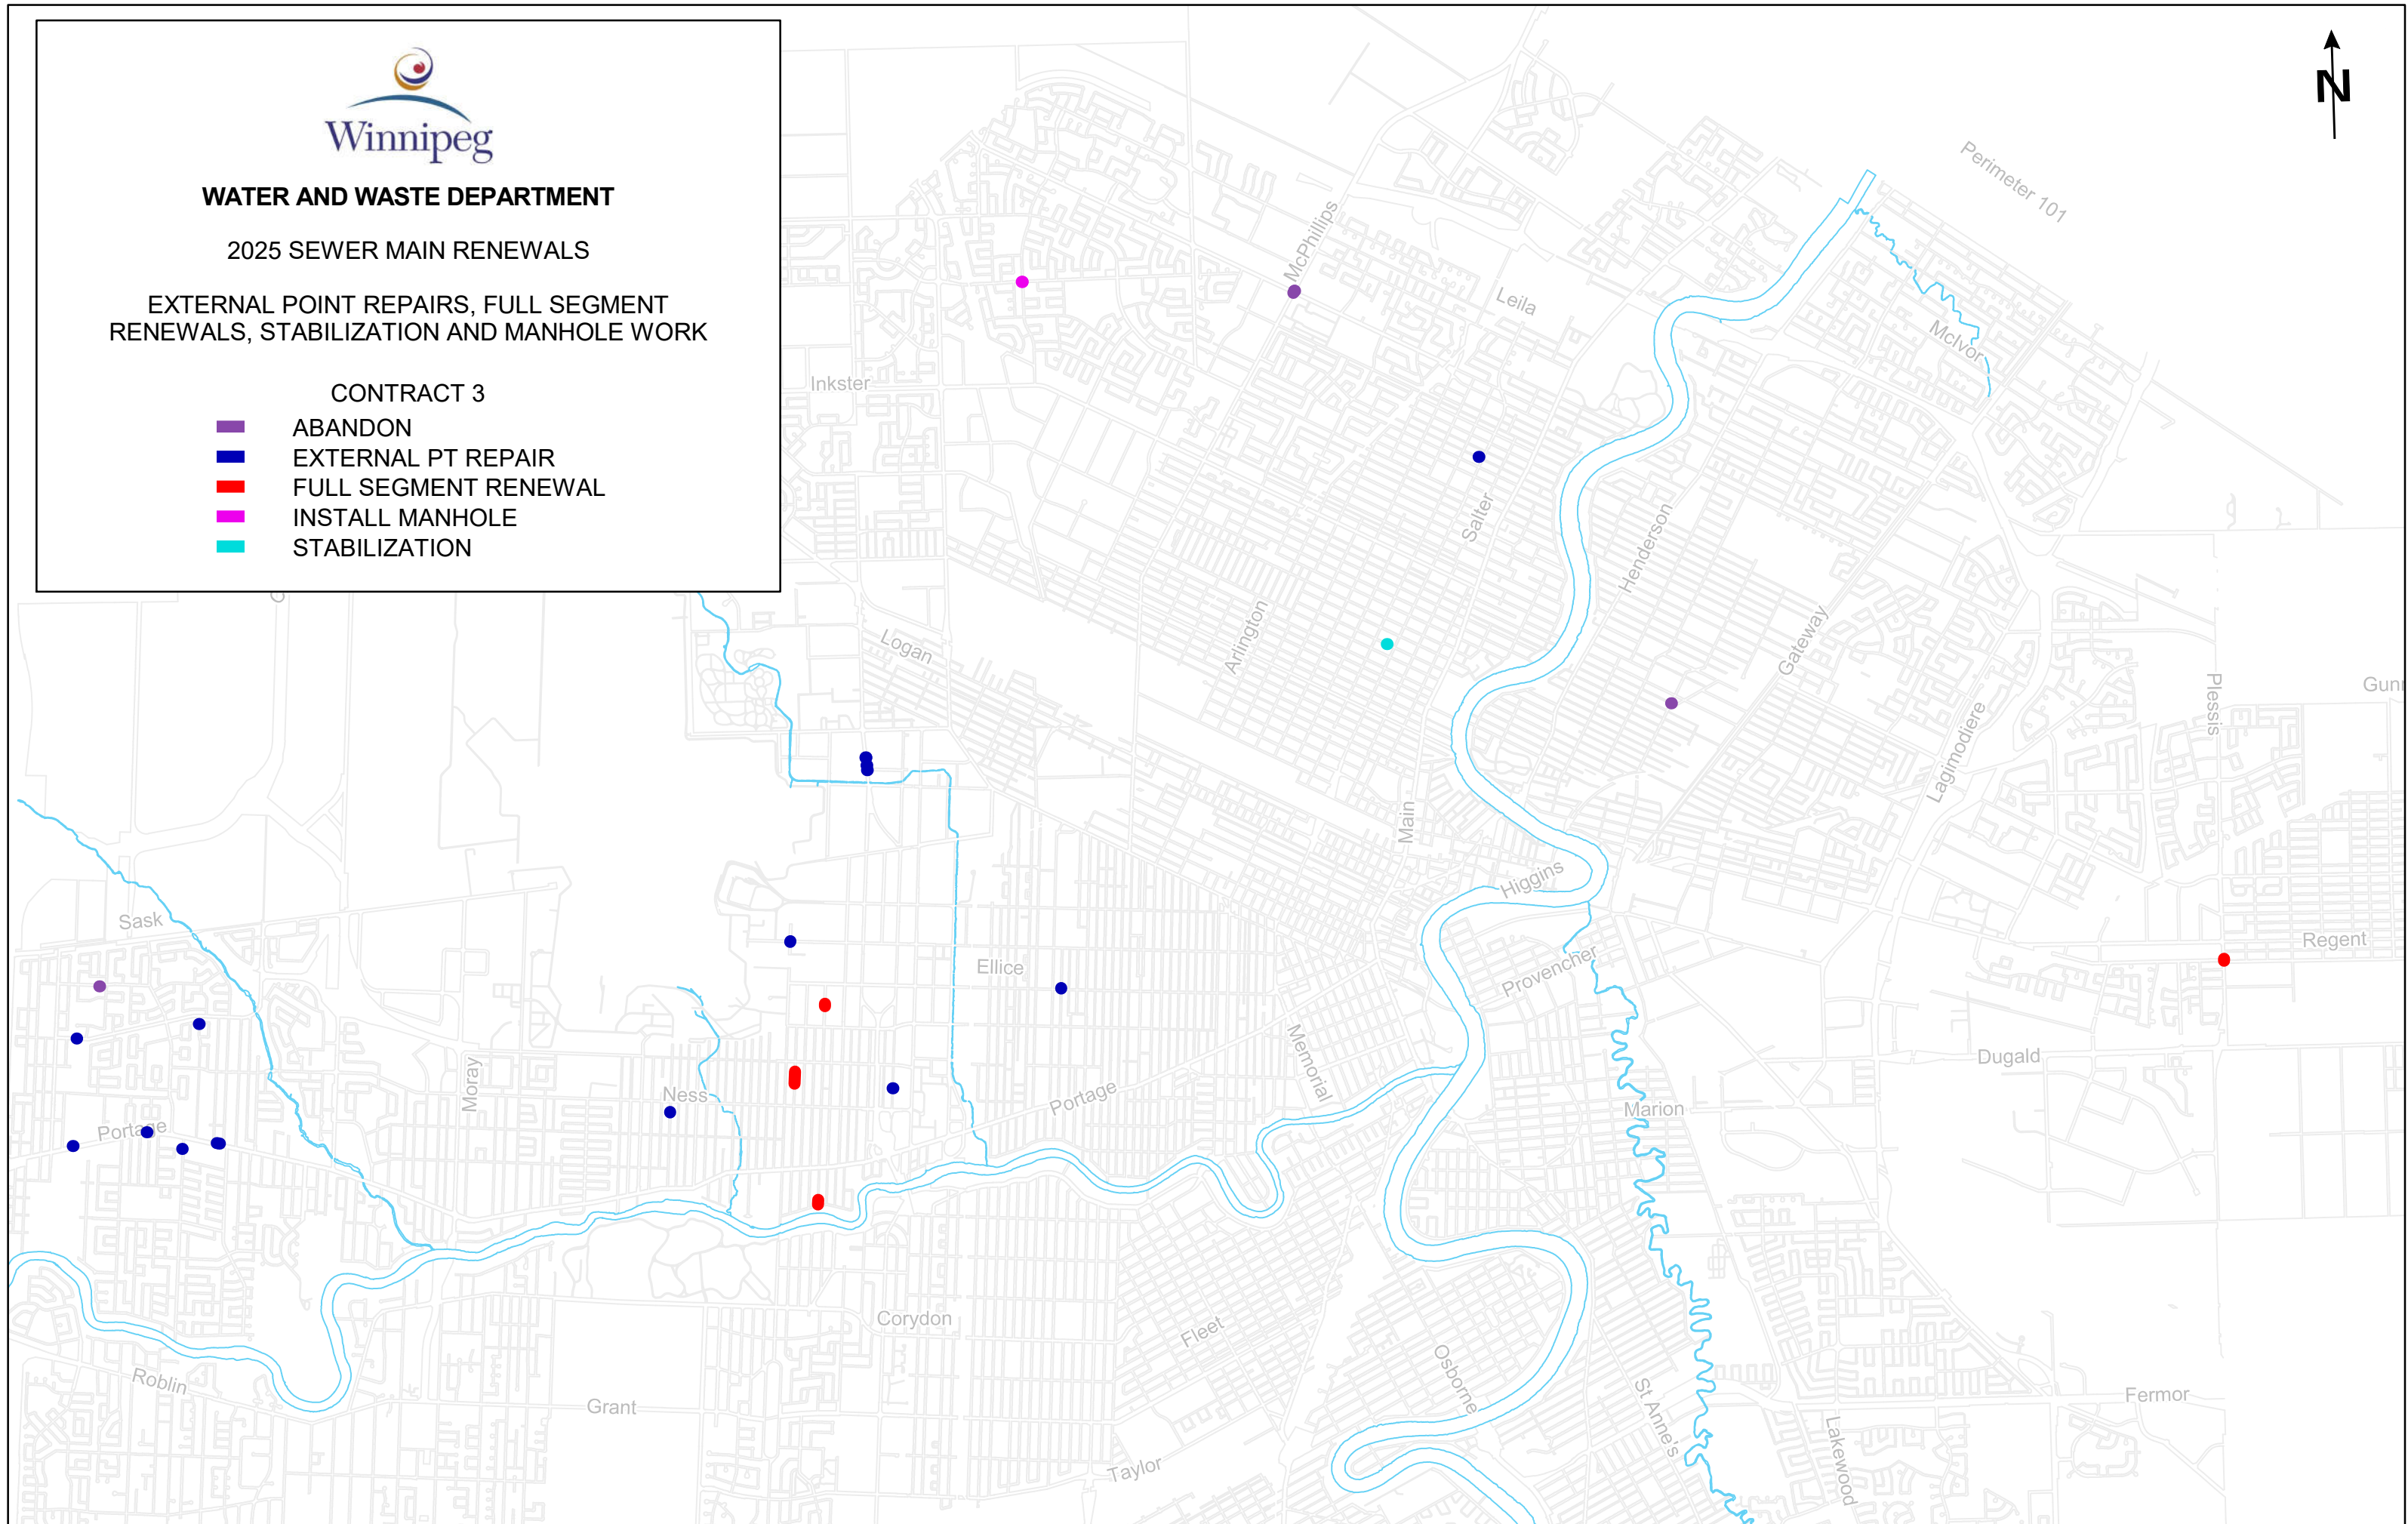 Winnipeg
WATER AND WASTE DEPARTMENT
2025 SEWER MAIN RENEWALS
EXTERNAL POINT REPAIRS, FULL SEGMENT
RENEWALS, STABILIZATION AND MANHOLE WORK
CONTRACT 3
ABANDON
EXTERNAL PT REPAIR
FULL SEGMENT RENEWAL
INSTALL MANHOLE
STABILIZATION
N
Perimeter 101
McPhillips
Leila
McIvor
Inkster
Salter
Henderson
Logan
Arlington
Gateway
Plessis
Lagimodiere
Main
Higgins
Sask
Ellice
Provencher
Regent
Memorial
Dugald
Moray
Ness
Portage
Marion
Portage
Corydon
Fleet
Osborne
Roblin
Grant
St Anne's
Fermor
Lakewood
Taylor